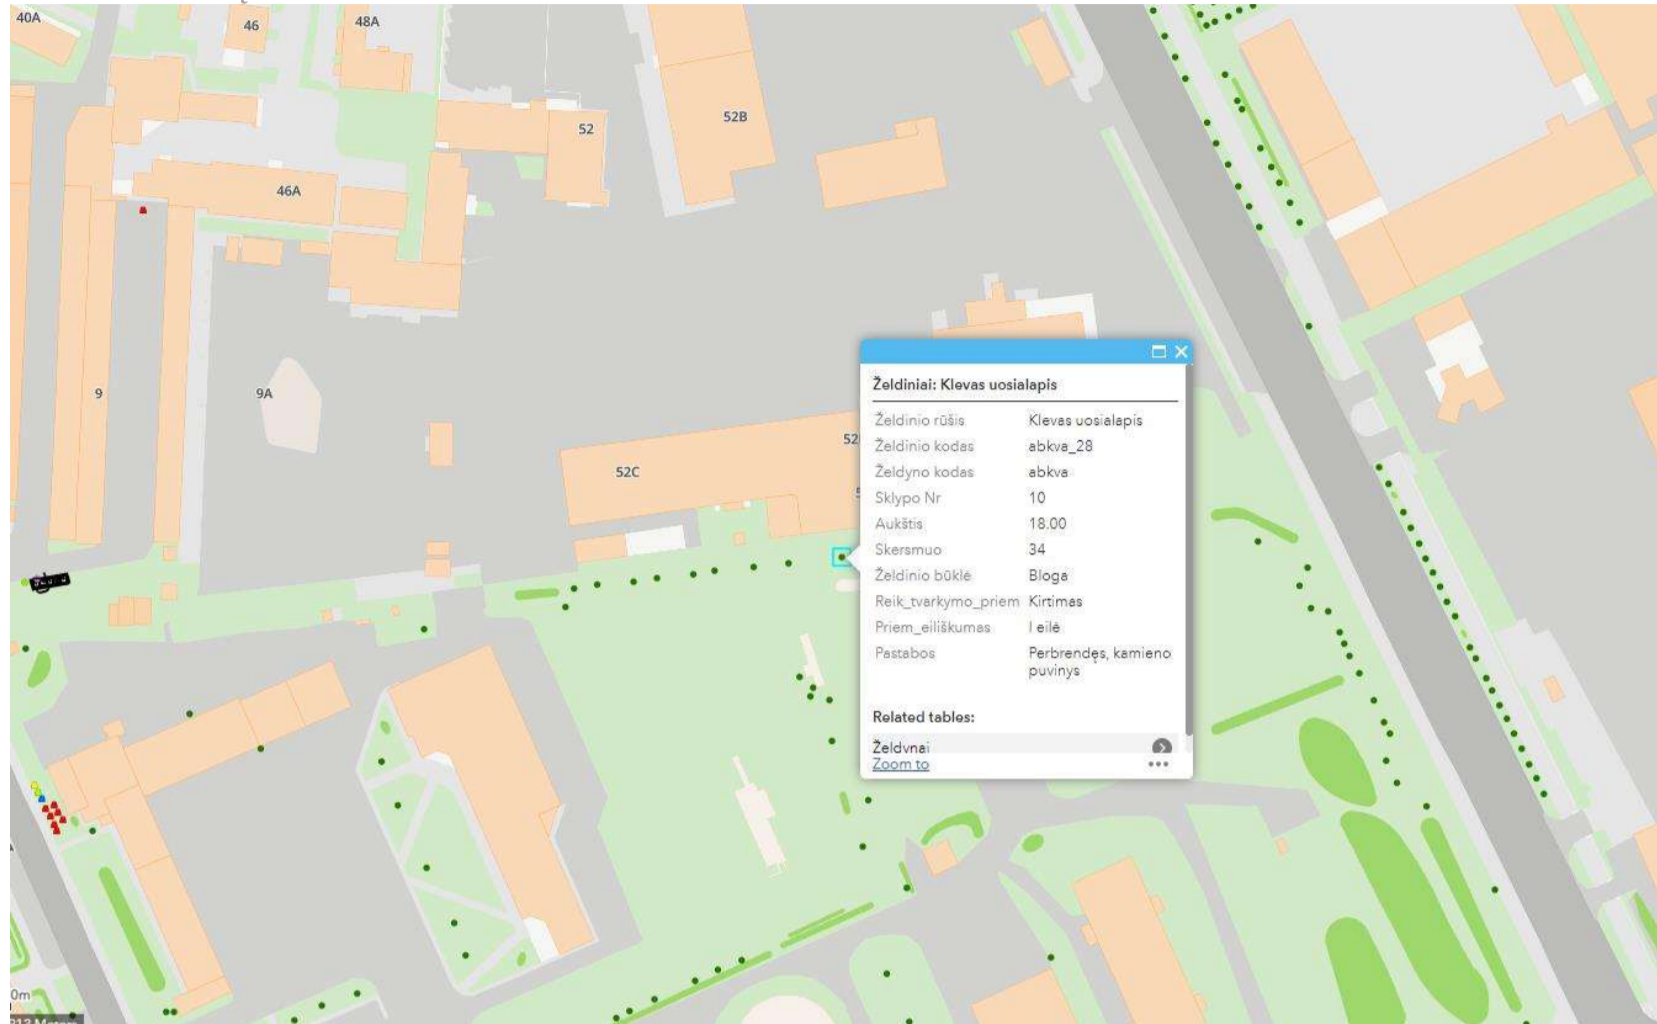 40A
46
48A
52
52B
46A
9
9A
52C
Želdiniai: Klevas uosialapis
Želdinio rūšis Klevas uosialapis
Želdinio kodas abkva_28
Želdyno kodas abkva
Sklypo Nr 10
Aukštis 18.00
Skersmuo 34
Želdinio būklė Bloga
Reik_tvarkymo_priem Kirtimas
Priem_eiliškumas I eilė
Pastabos Perbrendęs, kamieno
puvinys
Related tables:
Želdynai
Zoom to